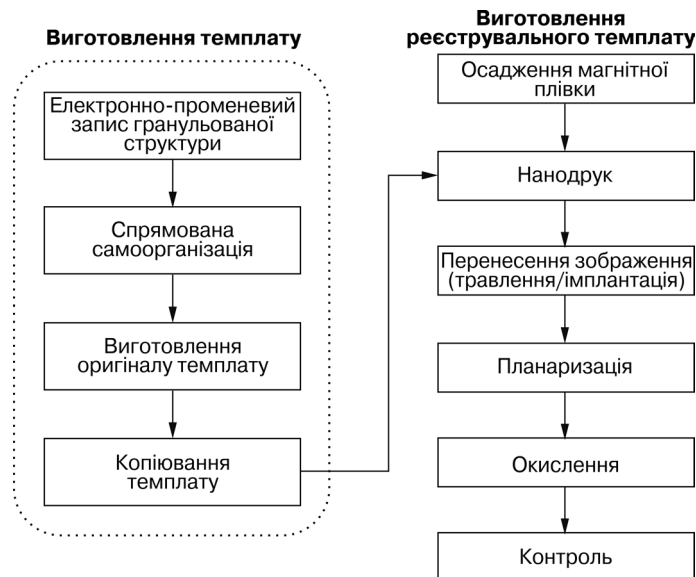 Виготовлення темплату
Електронно-променевий
запис гранульованої
структури
Спрямована
самоорганізація
Виготовлення
оригіналу темплату
Копіювання
темплату
Виготовлення
реєструвального темплату
Осадження магнітної
плівки
Нанодрук
Перенесення зображення
(травлення/імплантація)
Планаризація
Окислення
Контроль